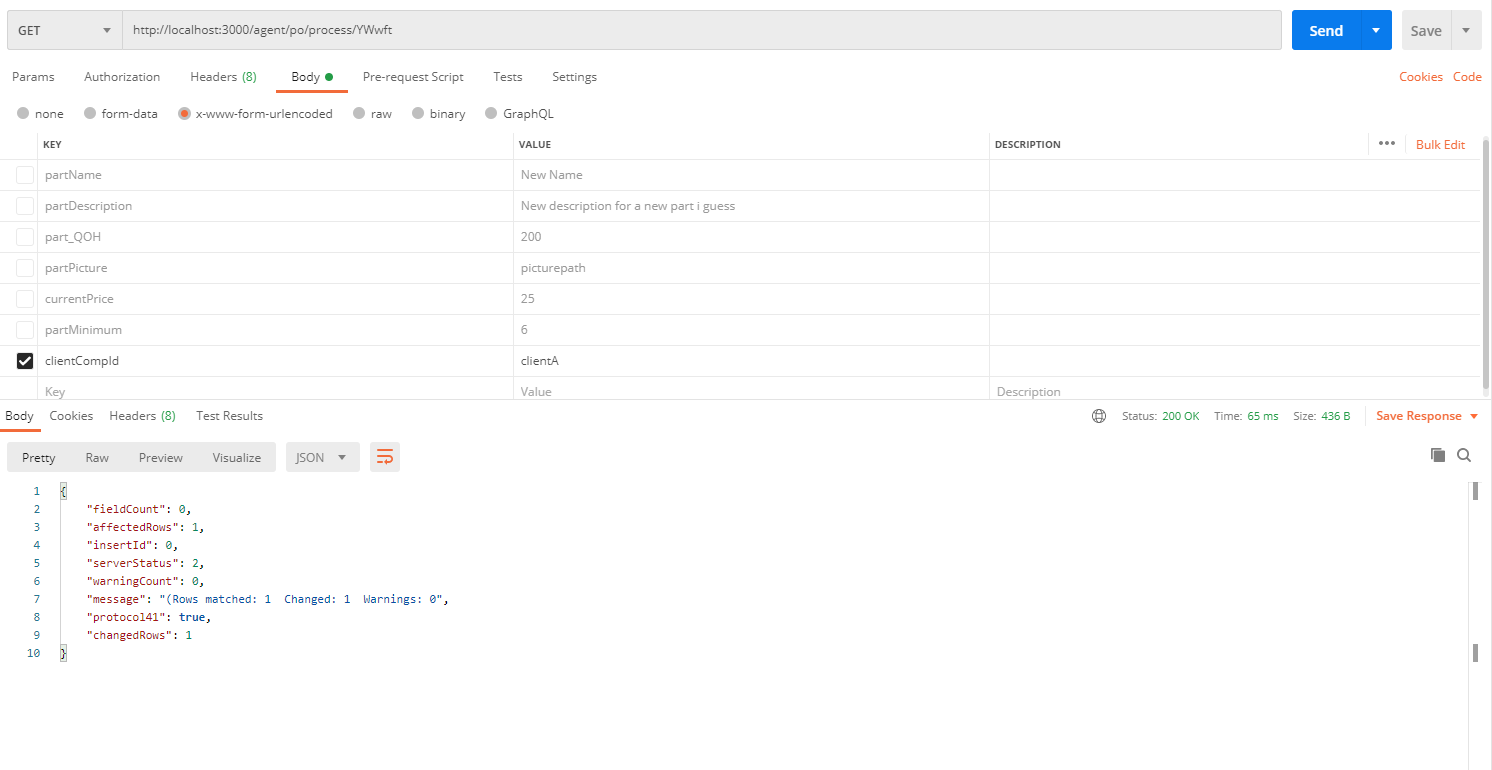 GET http://localhost:3000/agent/po/process/YWwft Send Save
Params Authorization Headers (8) Body Pre-request Script Tests Settings Cookies Code
none form-data x-www-form-urlencoded raw binary GraphQL
KEY VALUE DESCRIPTION ••• Bulk Edit
partName New Name
partDescription New description for a new part i guess
part_QOH 200
partPicture picturepath
currentPrice 25
partMinimum 6
clientCompId clientA
Key Value Description
Body Cookies Headers (8) Test Results Status: 200 OK Time: 65 ms Size: 436 B Save Response
Pretty Raw Preview Visualize JSON
1 {
2 "fieldCount": 0,
3 "affectedRows": 1,
4 "insertId": 0,
5 "serverStatus": 2,
6 "warningCount": 0,
7 "message": "(Rows matched: 1  Changed: 1  Warnings: 0",
8 "protocol41": true,
9 "changedRows": 1
10 }